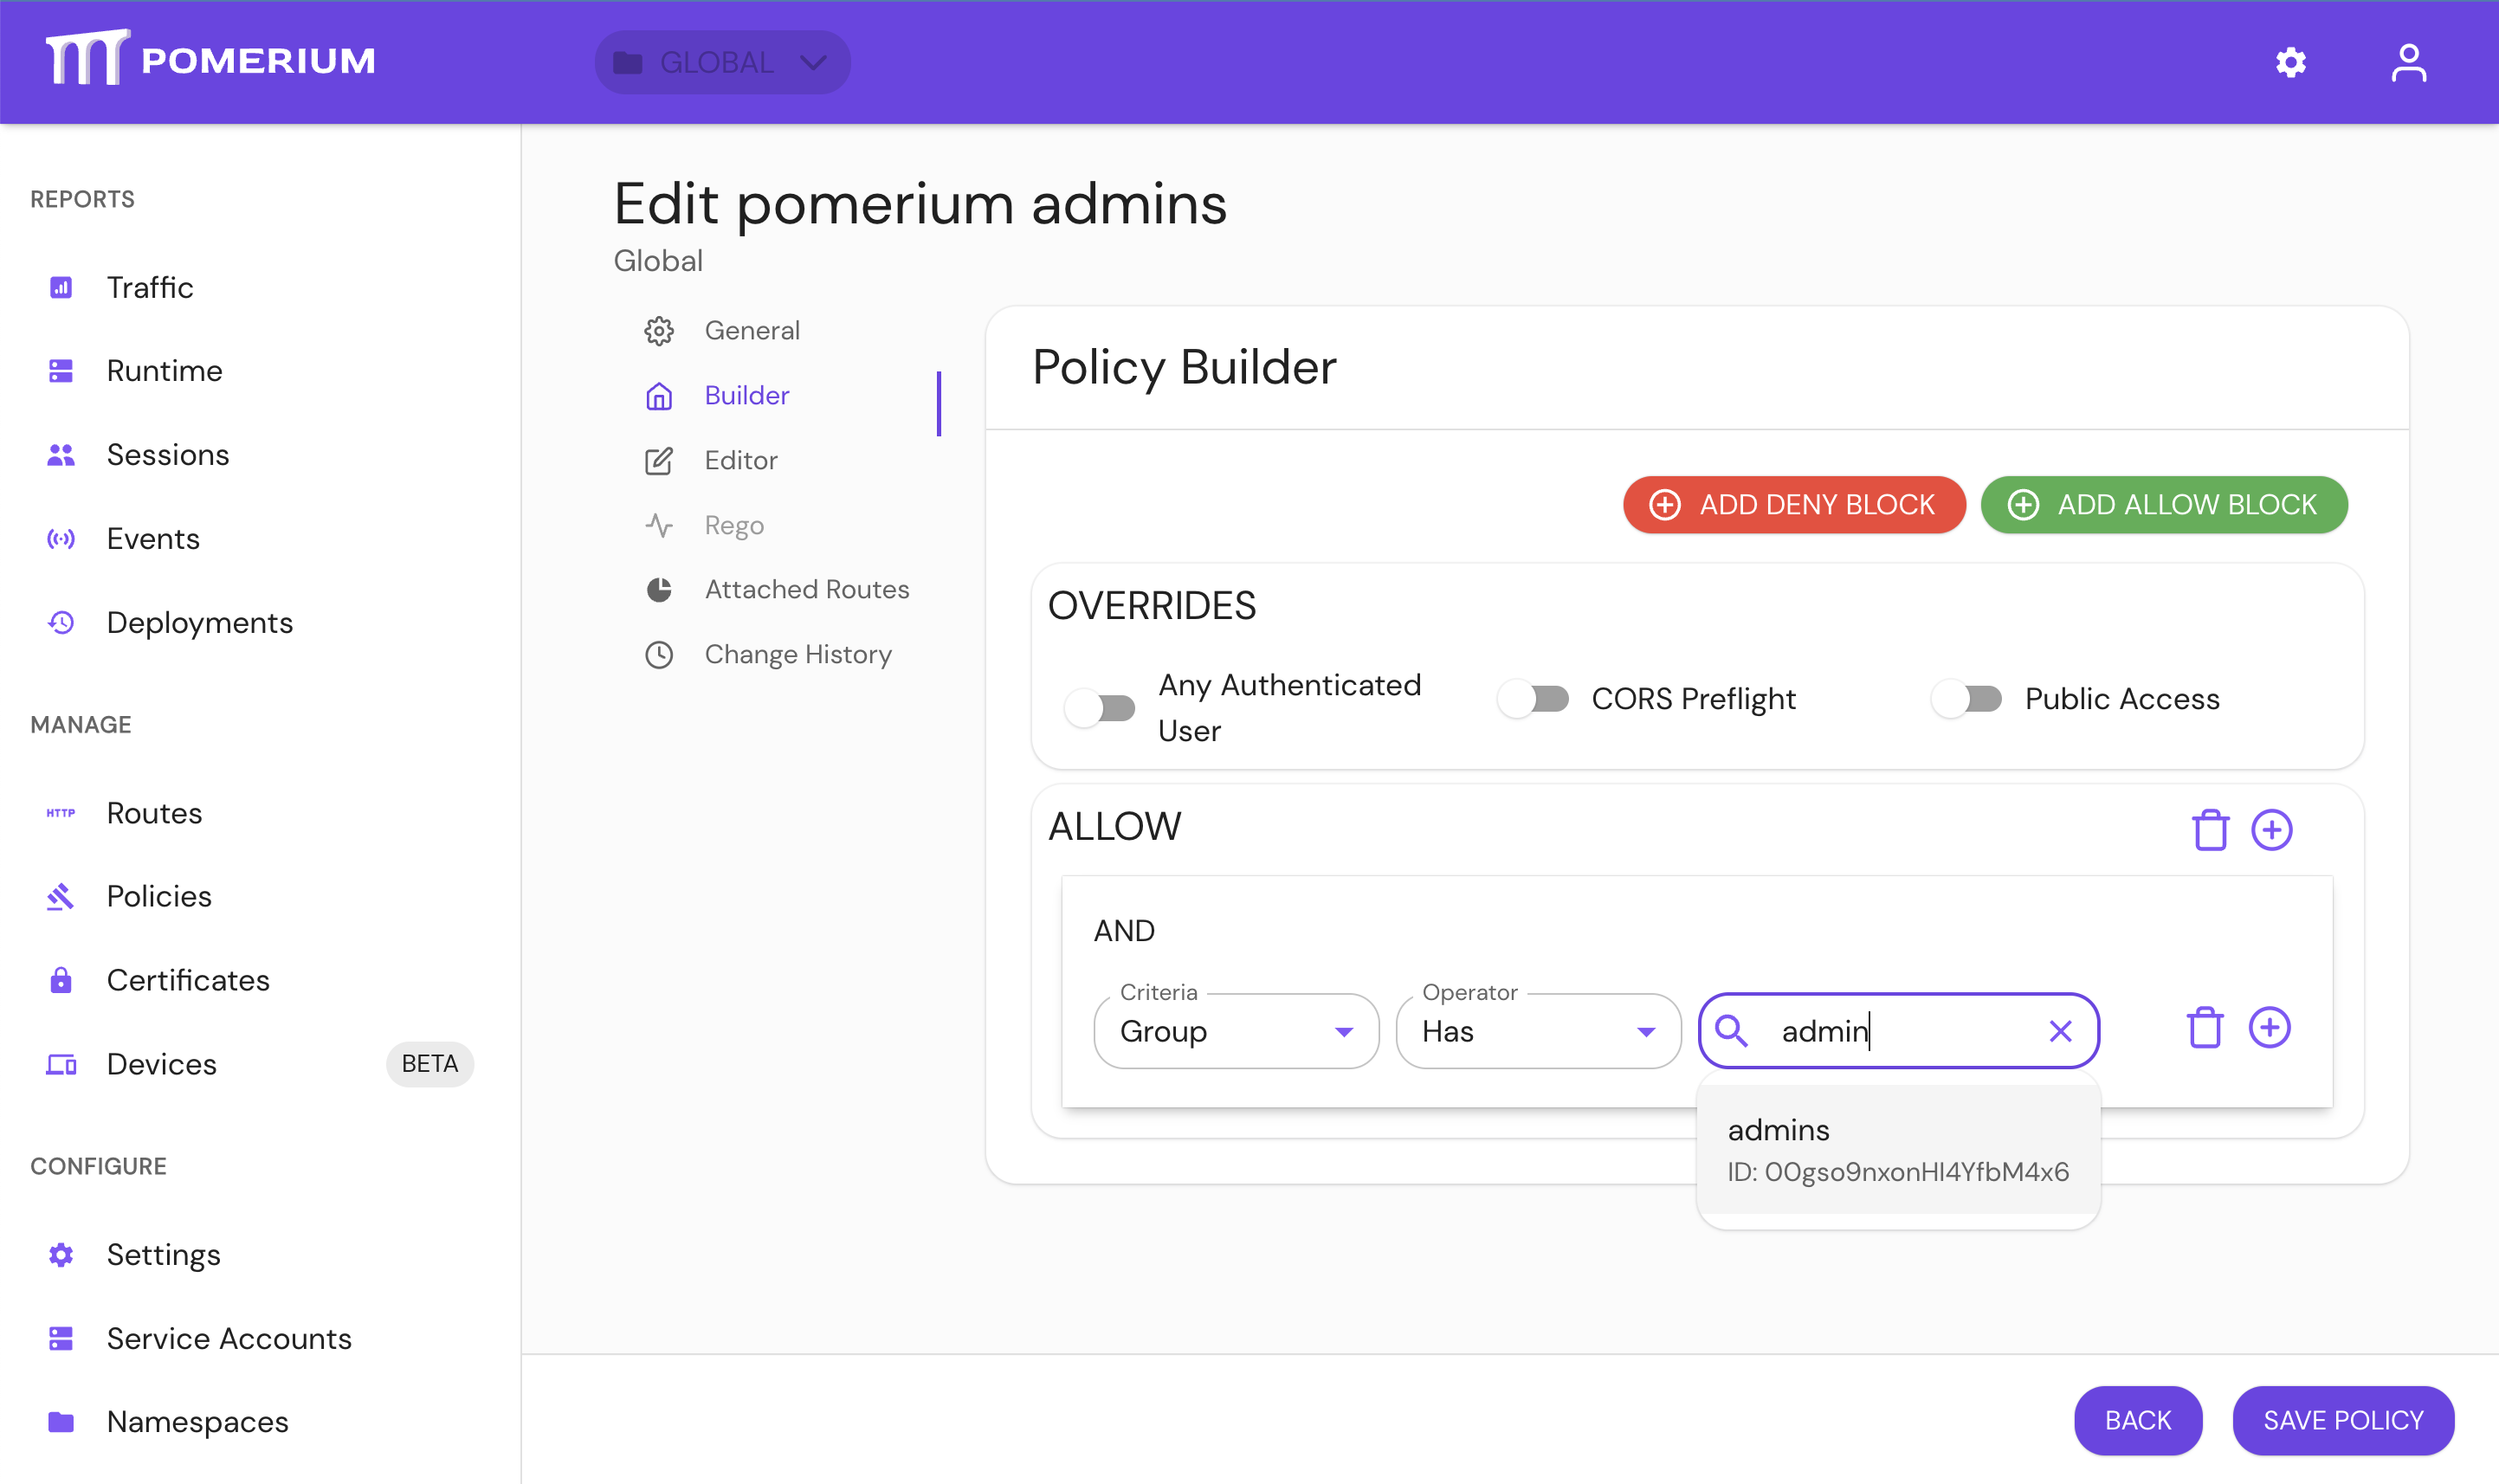 POMERIUM
GLOBAL
REPORTS
Traffic
Runtime
Sessions
Events
Deployments
MANAGE
HTTP Routes
Policies
Certificates
Devices BETA
CONFIGURE
Settings
Service Accounts
Namespaces
Edit pomerium admins
Global
General
Builder
Editor
Rego
Attached Routes
Change History
Policy Builder
ADD DENY BLOCK ADD ALLOW BLOCK
OVERRIDES
Any Authenticated
User
CORS Preflight
Public Access
ALLOW
AND
Criteria
Group
Operator
Has
admin
admins
ID: 00gso9nxonHl4YfbM4x6
BACK SAVE POLICY